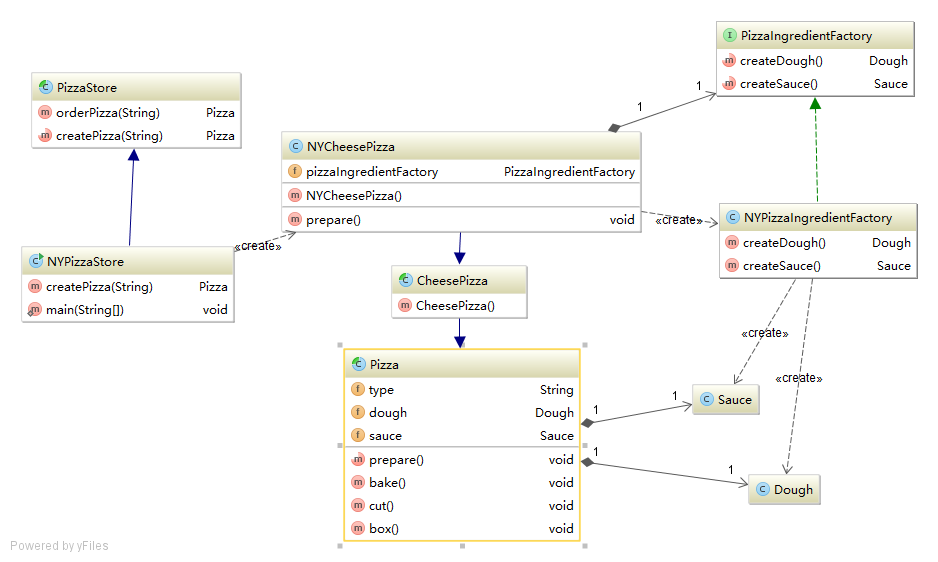 PizzaIngredientFactory
createDough() Dough
createSauce() Sauce
PizzaStore
orderPizza(String) Pizza
createPizza(String) Pizza
1
1
NYCheesePizza
pizzaIngredientFactory PizzaIngredientFactory
NYCheesePizza()
prepare() void
«create»
NYPizzaIngredientFactory
createDough() Dough
createSauce() Sauce
«create»
NYPizzaStore
createPizza(String) Pizza
main(String[]) void
CheesePizza
CheesePizza()
«create»
«create»
Pizza
type String
dough Dough
sauce Sauce
prepare() void
bake() void
cut() void
box() void
1
1
Sauce
1
1
Dough
Powered by yFiles